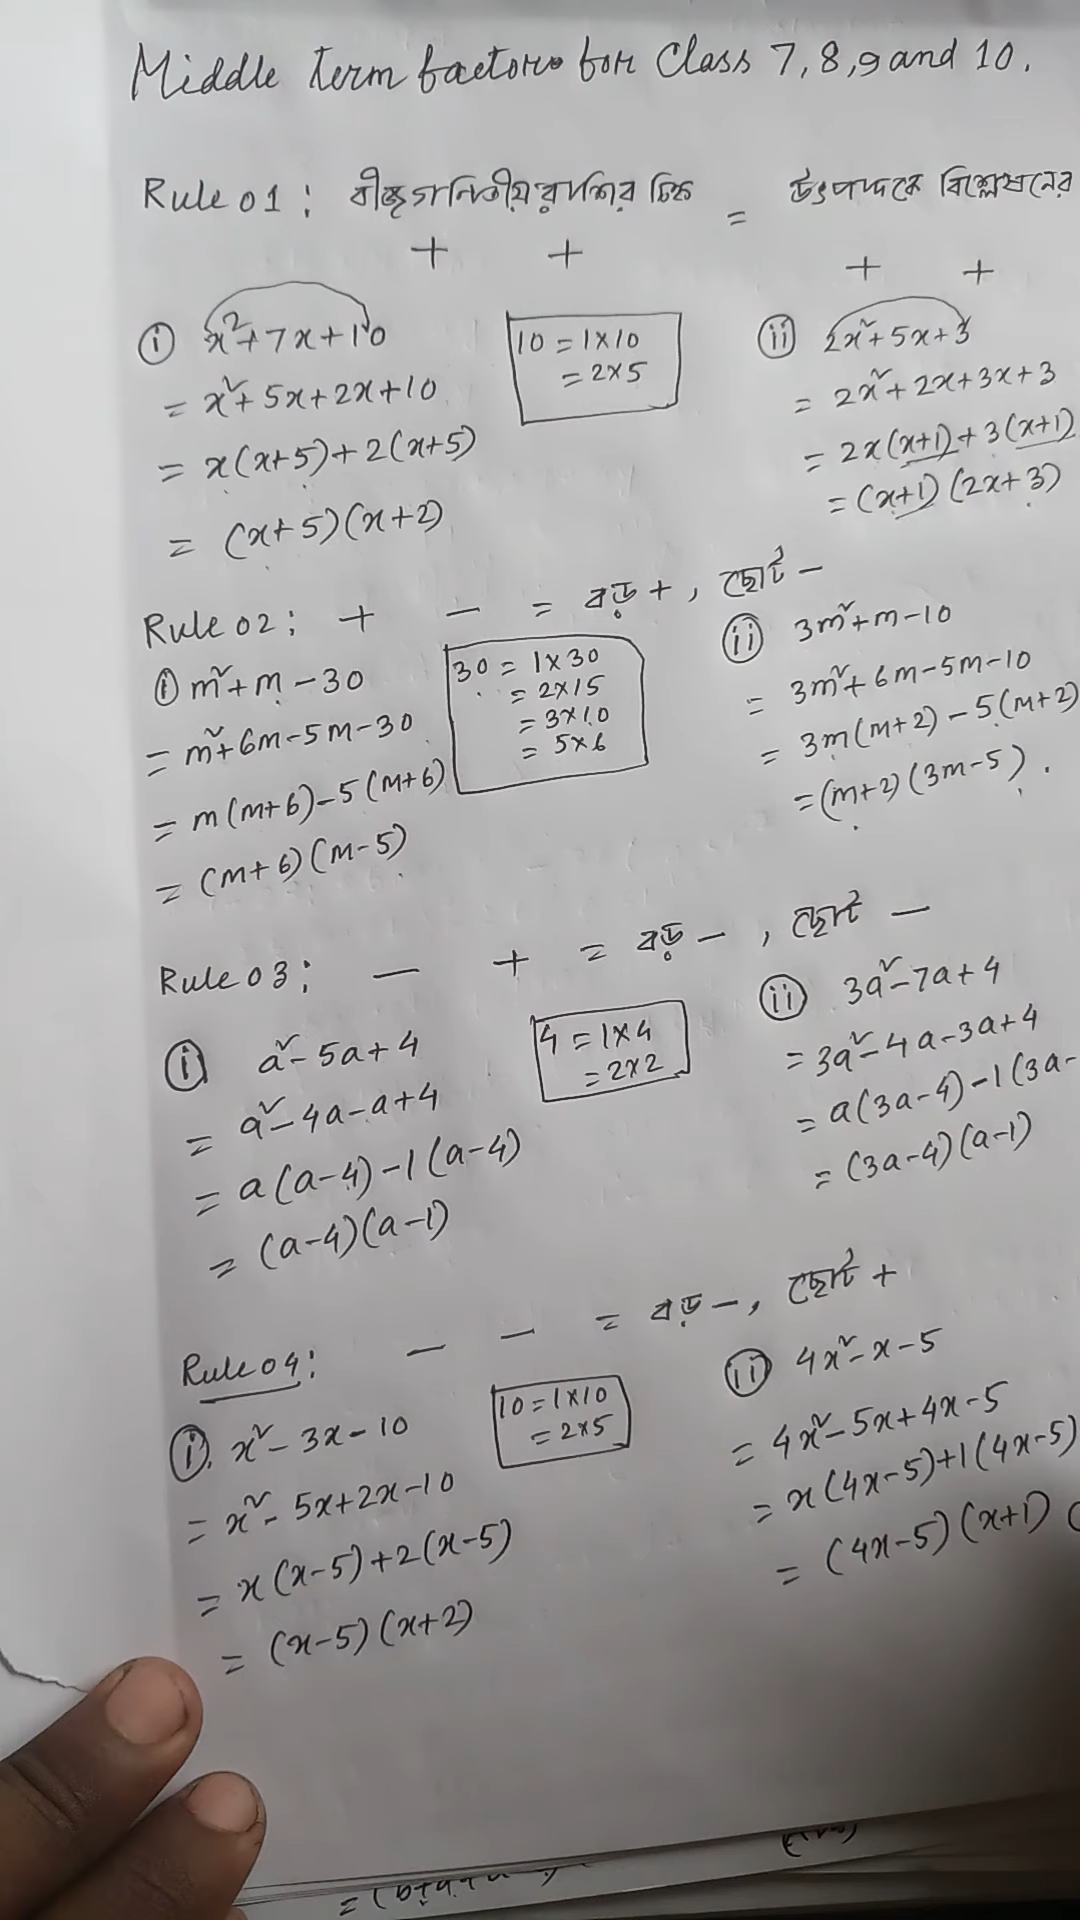 Middle term factors for Class 7, 8, 9 and 10.
Rule 01: বীজগানিতীয় রাশির চিহ্ন = উৎপাদকে বিশ্লেষনের
+ + + +
(i) x²+7x+10
= x²+5x+2x+10
= x(x+5)+2(x+5)
= (x+5)(x+2)
10 = 1×10
= 2×5
(ii) 2x²+5x+3
= 2x²+2x+3x+3
= 2x(x+1)+3(x+1)
= (x+1)(2x+3)
Rule 02: + − = বড় +, ছোট −
(i) m²+m−30
= m²+6m−5m−30
= m(m+6)−5(m+6)
= (m+6)(m−5)
30 = 1×30
= 2×15
= 3×10
= 5×6
(ii) 3m²+m−10
= 3m²+6m−5m−10
= 3m(m+2)−5(m+2)
= (m+2)(3m−5).
Rule 03: − + = বড় −, ছোট −
(i) a²−5a+4
= a²−4a−a+4
= a(a−4)−1(a−4)
= (a−4)(a−1)
4 = 1×4
= 2×2
(ii) 3a²−7a+4
= 3a²−4a−3a+4
= a(3a−4)−1(3a−
= (3a−4)(a−1)
Rule 04: − − = বড় −, ছোট +
(i). x²−3x−10
= x²−5x+2x−10
= x(x−5)+2(x−5)
= (x−5)(x+2)
10 = 1×10
= 2×5
(ii) 4x²−x−5
= 4x²−5x+4x−5
= x(4x−5)+1(4x−5)
= (4x−5)(x+1)